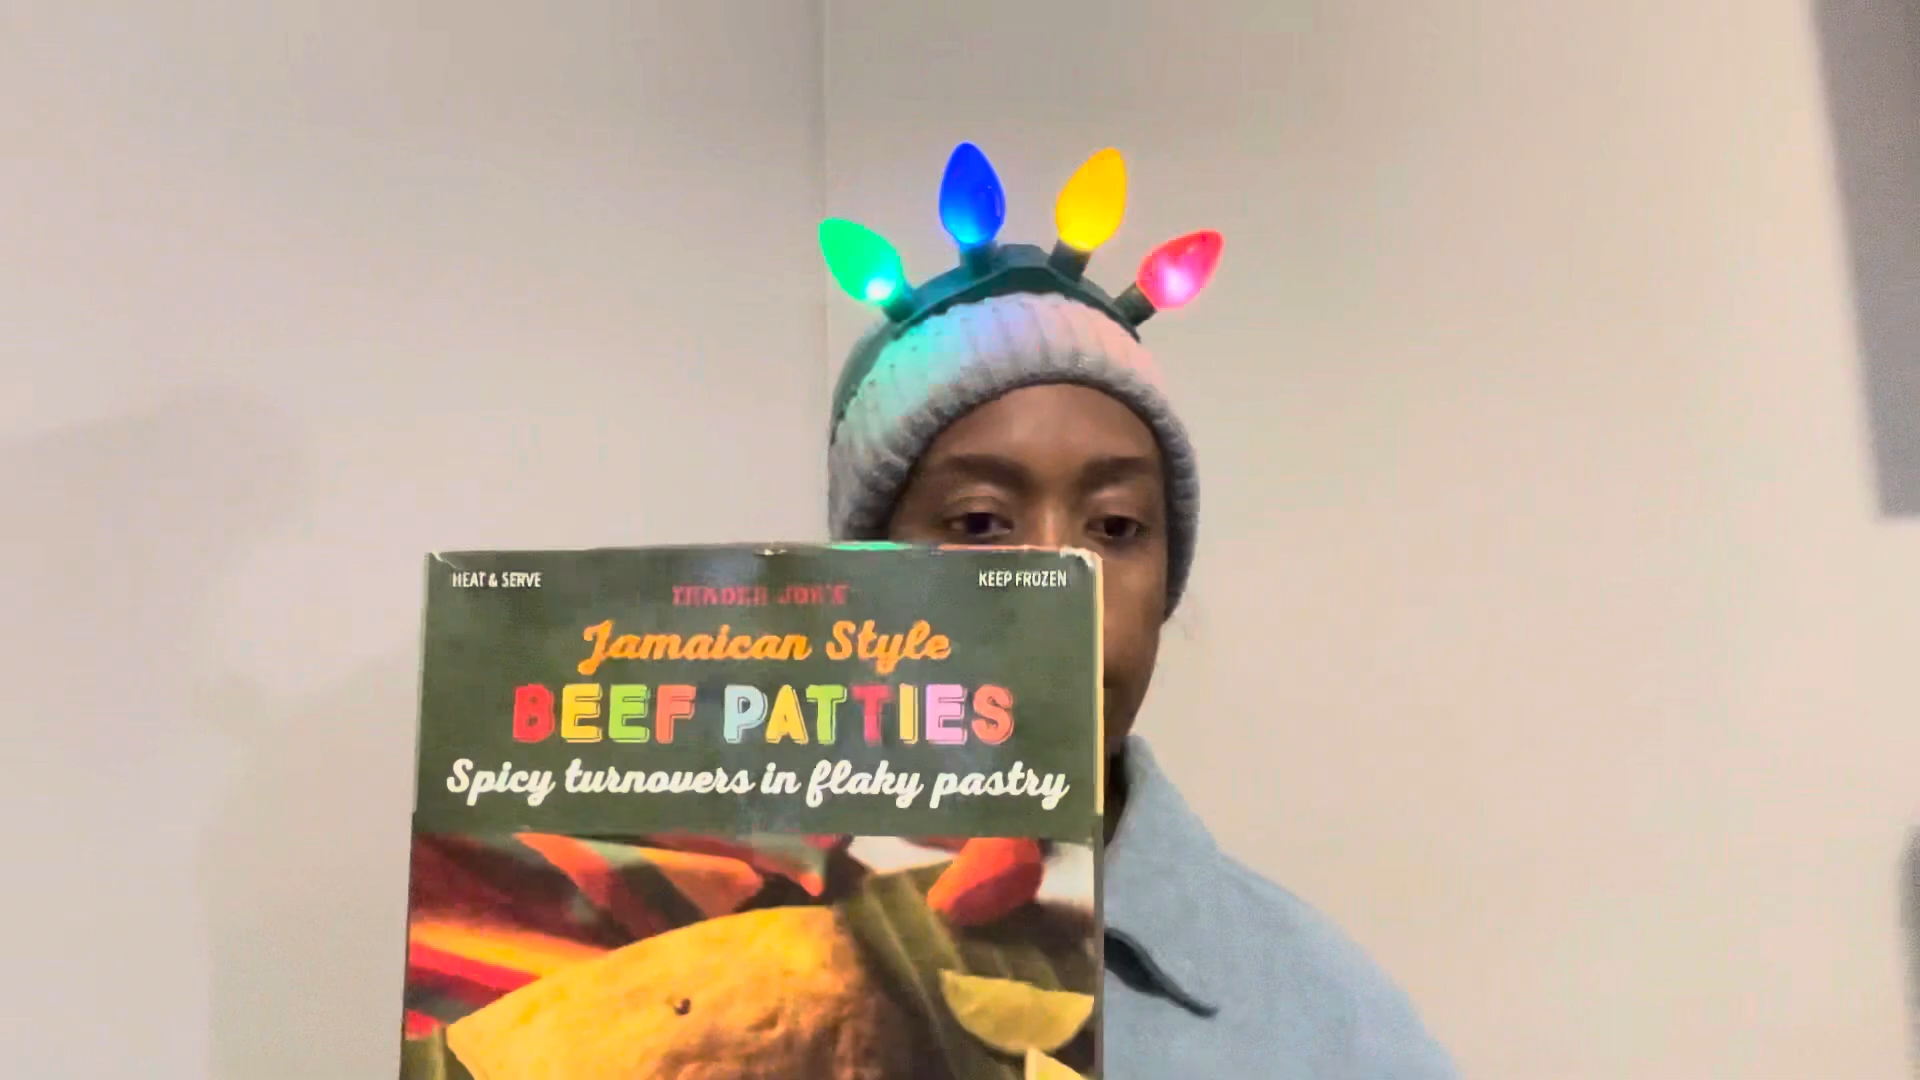 HEAT & SERVE
KEEP FROZEN
TRADER JOE'S
Jamaican Style
BEEF PATTIES
Spicy turnovers in flaky pastry